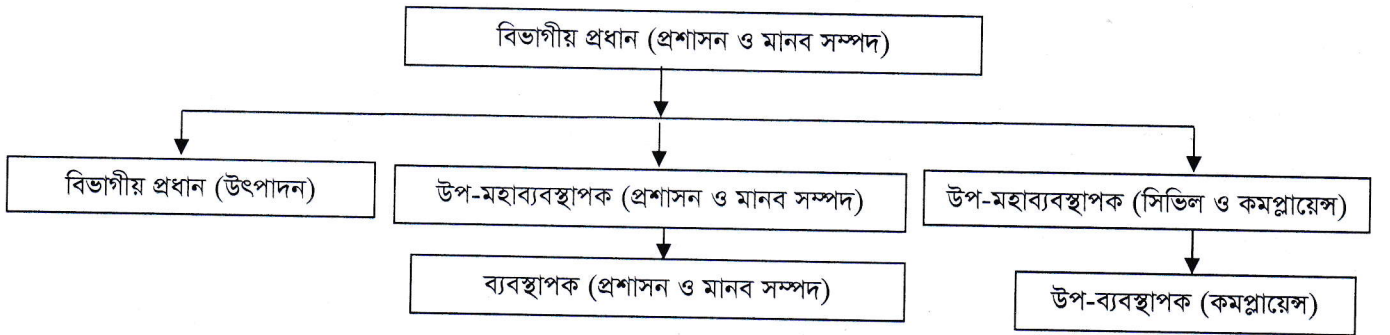 বিভাগীয় প্রধান (প্রশাসন ও মানব সম্পদ)
বিভাগীয় প্রধান (উৎপাদন)
উপ-মহাব্যবস্থাপক (প্রশাসন ও মানব সম্পদ)
উপ-মহাব্যবস্থাপক (সিভিল ও কমপ্লায়েন্স)
ব্যবস্থাপক (প্রশাসন ও মানব সম্পদ)
উপ-ব্যবস্থাপক (কমপ্লায়েন্স)